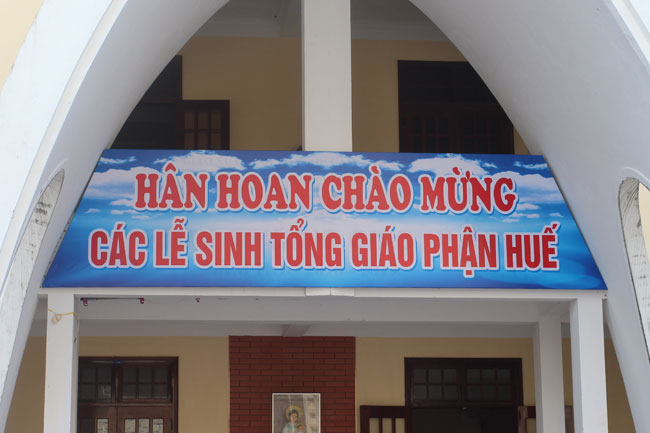 HÂN HOAN CHÀO MỪNG
CÁC LỄ SINH TỔNG GIÁO PHẬN HUẾ